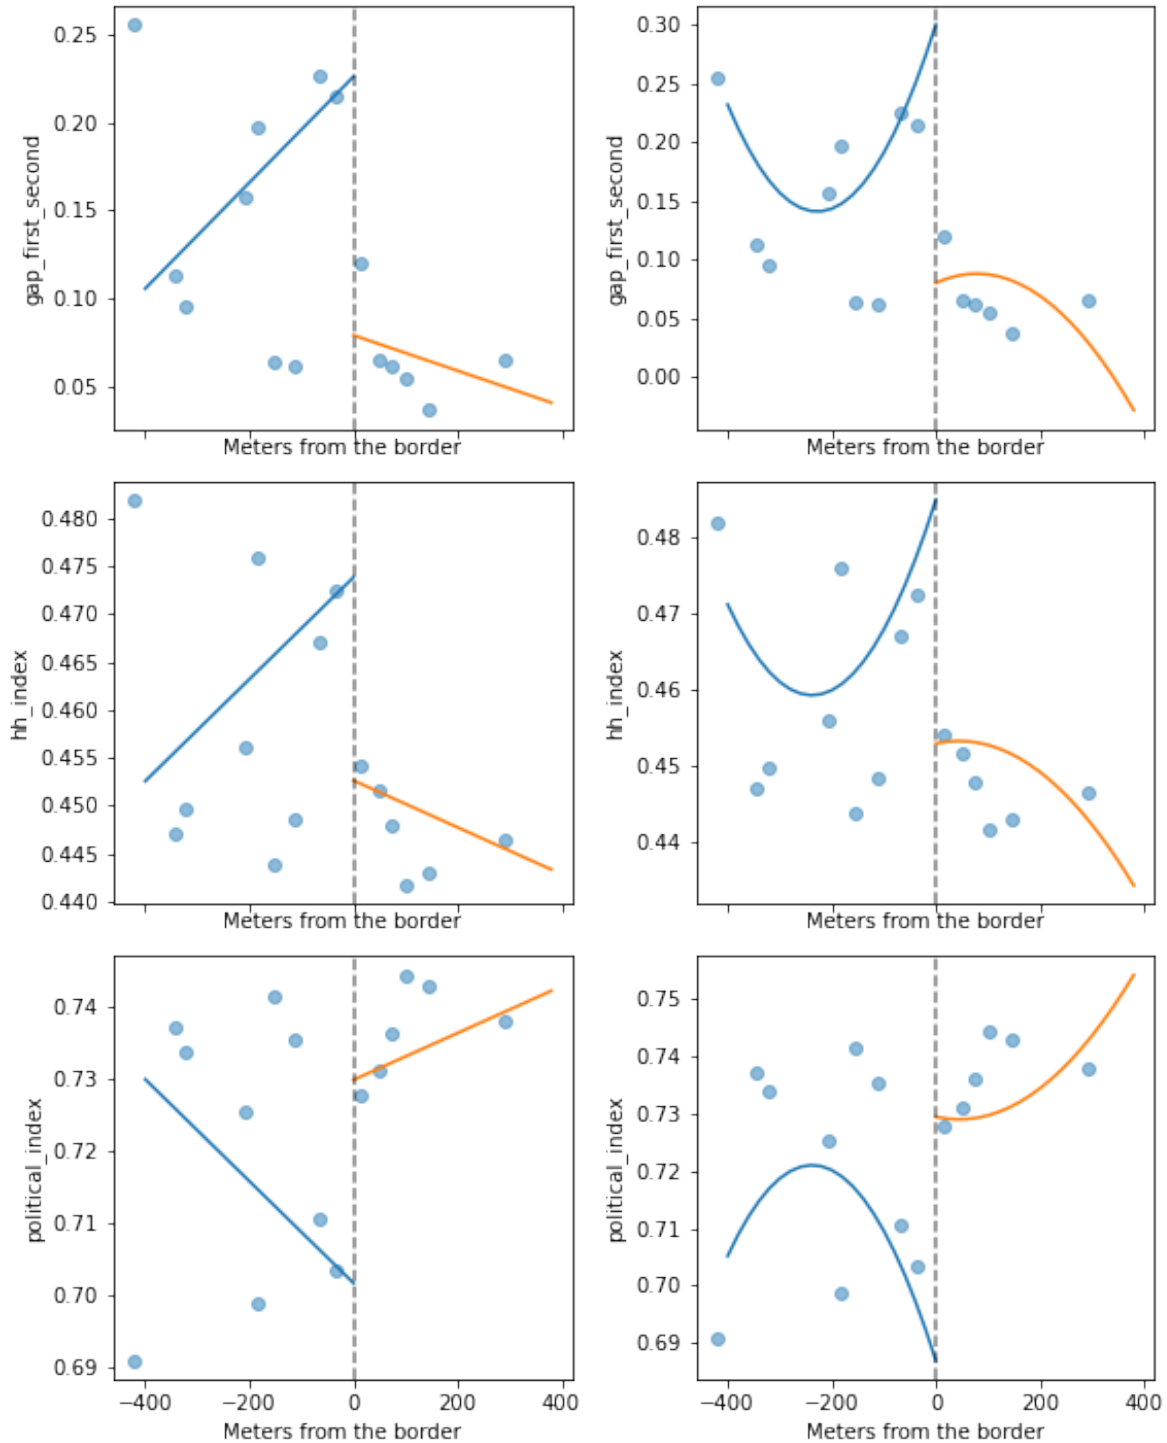 0.25
0.20
0.15
0.10
0.05
gap_first_second
Meters from the border
0.30
0.25
0.20
0.15
0.10
0.05
0.00
gap_first_second
Meters from the border
0.480
0.475
0.470
0.465
0.460
0.455
0.450
0.445
0.440
hh_index
Meters from the border
0.48
0.47
0.46
0.45
0.44
hh_index
Meters from the border
0.74
0.73
0.72
0.71
0.70
0.69
political_index
−400 −200 0 200 400
Meters from the border
0.75
0.74
0.73
0.72
0.71
0.70
0.69
political_index
−400 −200 0 200 400
Meters from the border